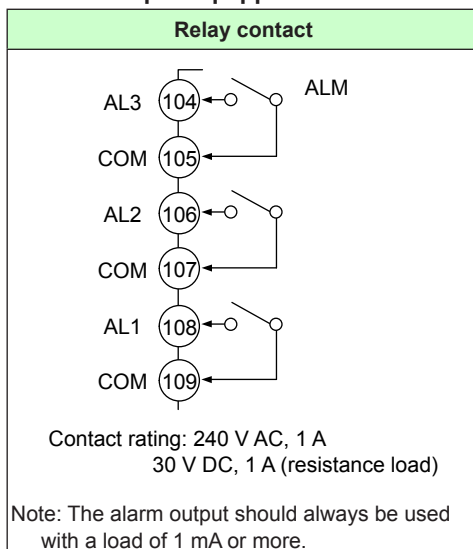 Relay contact
AL3 104 ALM
COM 105
AL2 106
COM 107
AL1 108
COM 109
Contact rating: 240 V AC, 1 A
30 V DC, 1 A (resistance load)
Note: The alarm output should always be used
with a load of 1 mA or more.